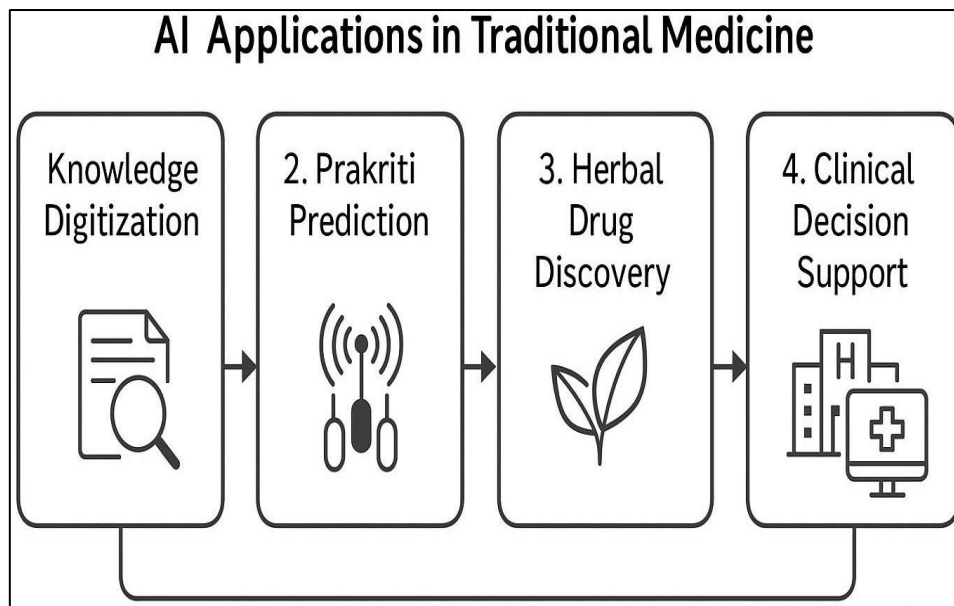 AI Applications in Traditional Medicine
Knowledge
Digitization
2. Prakriti
Prediction
3. Herbal
Drug
Discovery
4. Clinical
Decision
Support
H